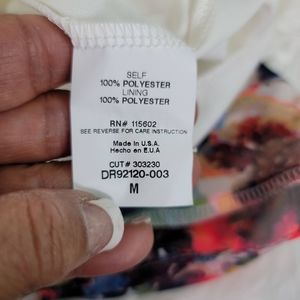 SELF
100% POLYESTER
LINING
100% POLYESTER
RN# 115602
SEE REVERSE FOR CARE INSTRUCTION
Made In U.S.A.
Hecho en E.U.A
CUT# 303230
DR92120-003
M